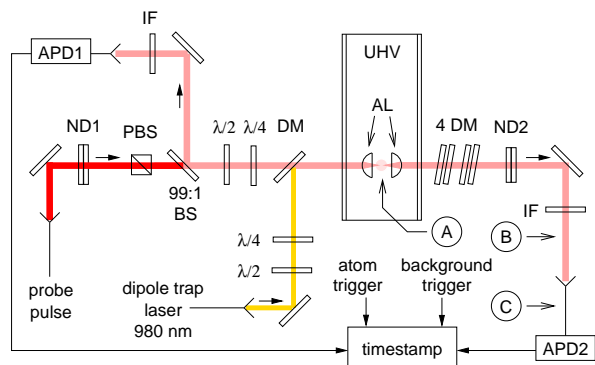 IF
APD1
UHV
ND1
PBS
λ/2 λ/4
DM
AL
4 DM
ND2
99:1
BS
IF
A
B
λ/4
λ/2
probe
pulse
dipole trap
laser
980 nm
atom
trigger
background
trigger
C
timestamp
APD2